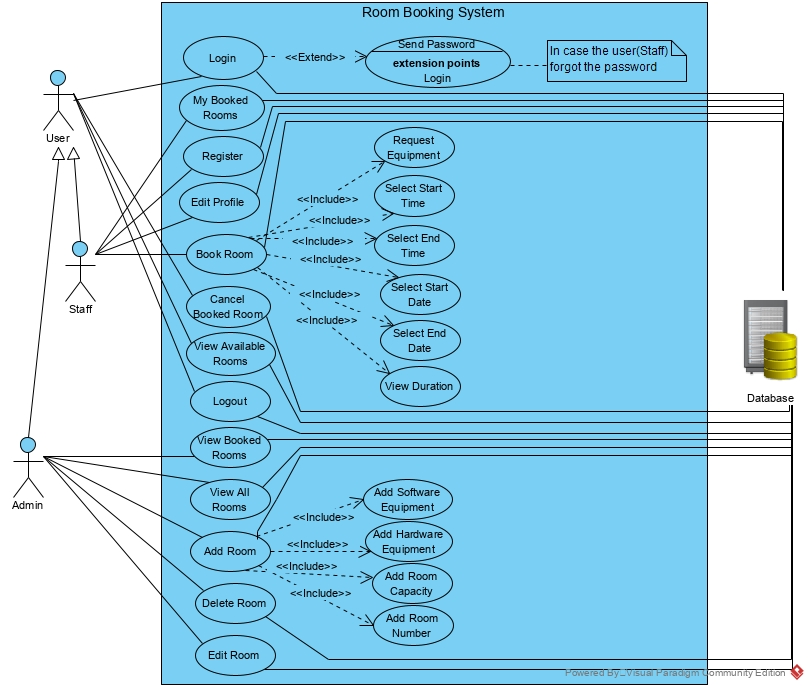 Room Booking System
Login
<<Extend>>
Send Password
extension points
Login
In case the user(Staff)
forgot the password
User
My Booked
Rooms
Register
Edit Profile
Book Room
Request
Equipment
<<Include>>
Select Start
Time
<<Include>>
Select End
Time
<<Include>>
<<Include>>
Select Start
Date
<<Include>>
Select End
Date
<<Include>>
View Duration
Staff
Cancel
Booked Room
View Available
Rooms
Logout
Database
View Booked
Rooms
Admin
View All
Rooms
Add Room
Add Software
Equipment
<<Include>>
Add Hardware
Equipment
<<Include>>
<<Include>>
Add Room
Capacity
<<Include>>
Add Room
Number
Delete Room
Edit Room
Powered By Visual Paradigm Community Edition